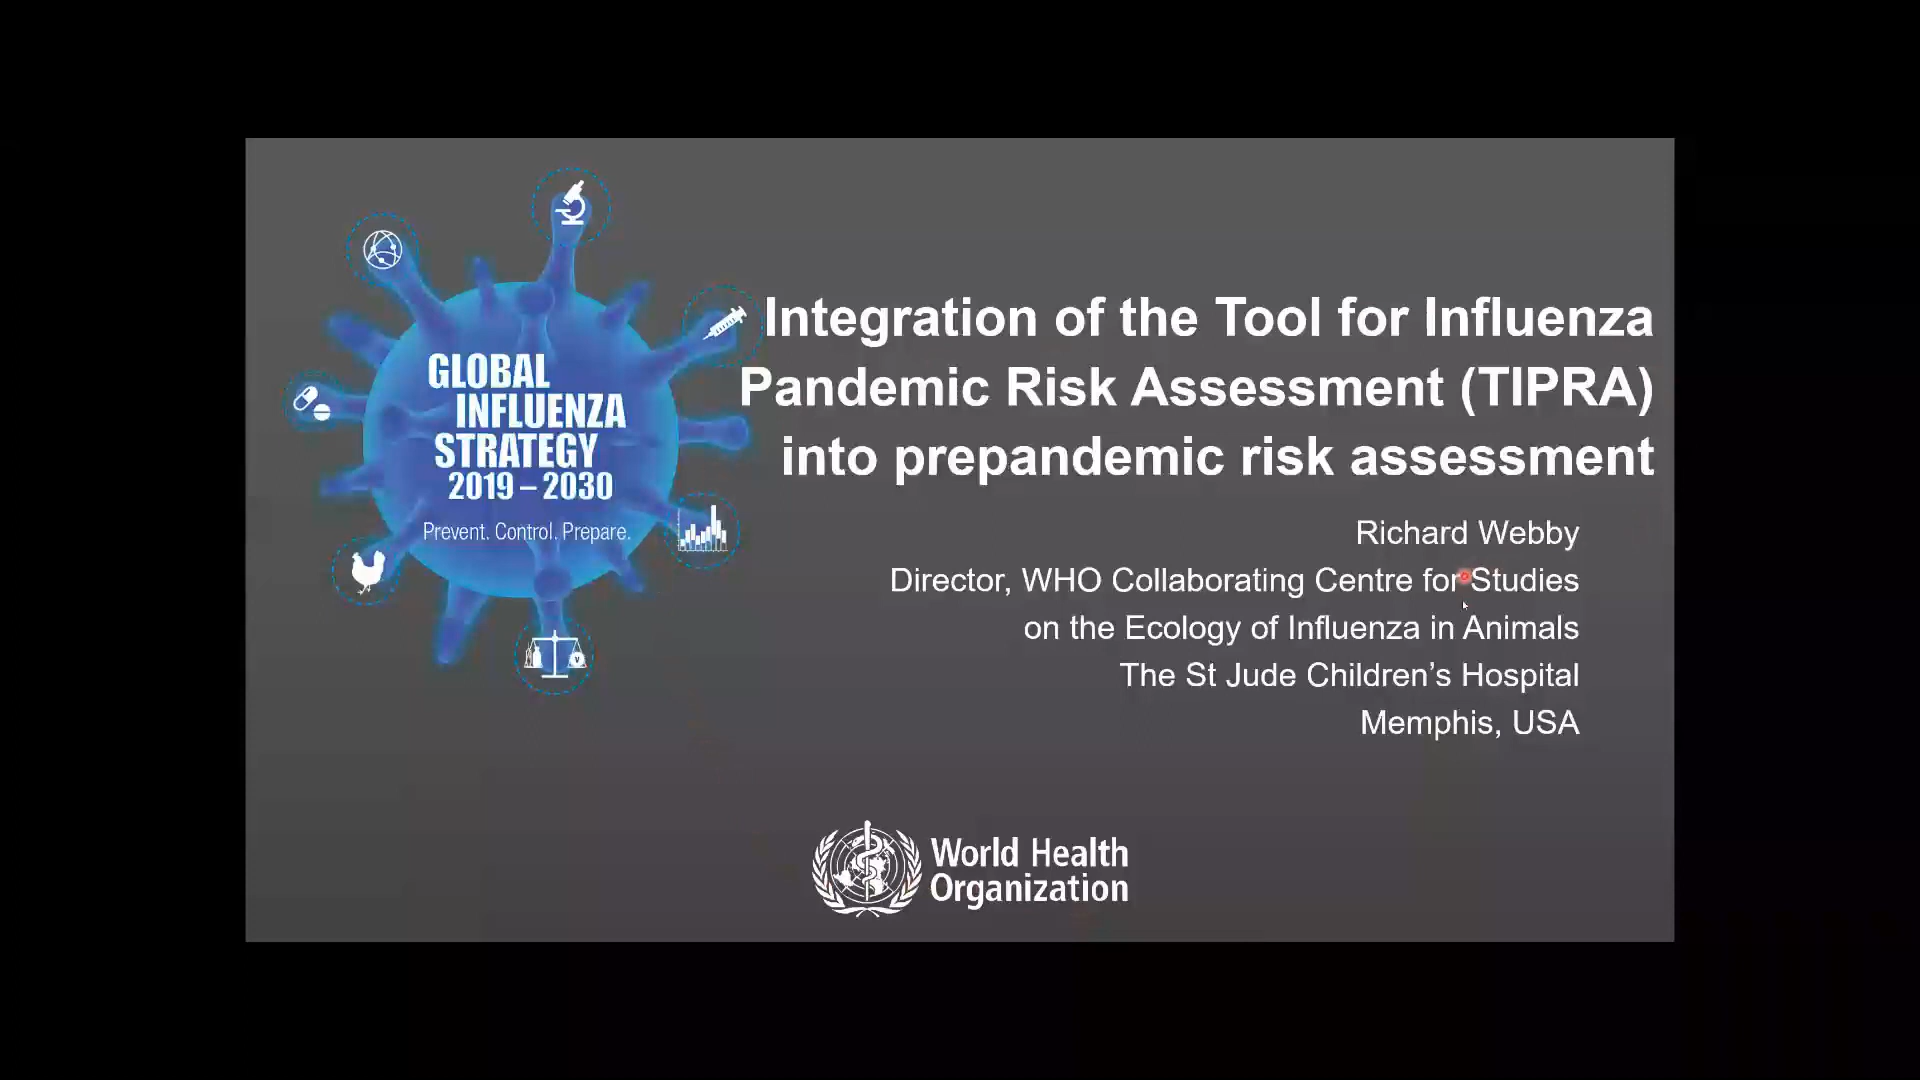 GLOBAL
INFLUENZA
STRATEGY
2019 – 2030
Prevent. Control. Prepare.
Integration of the Tool for Influenza
Pandemic Risk Assessment (TIPRA)
into prepandemic risk assessment
Richard Webby
Director, WHO Collaborating Centre for Studies
on the Ecology of Influenza in Animals
The St Jude Children’s Hospital
Memphis, USA
World Health
Organization